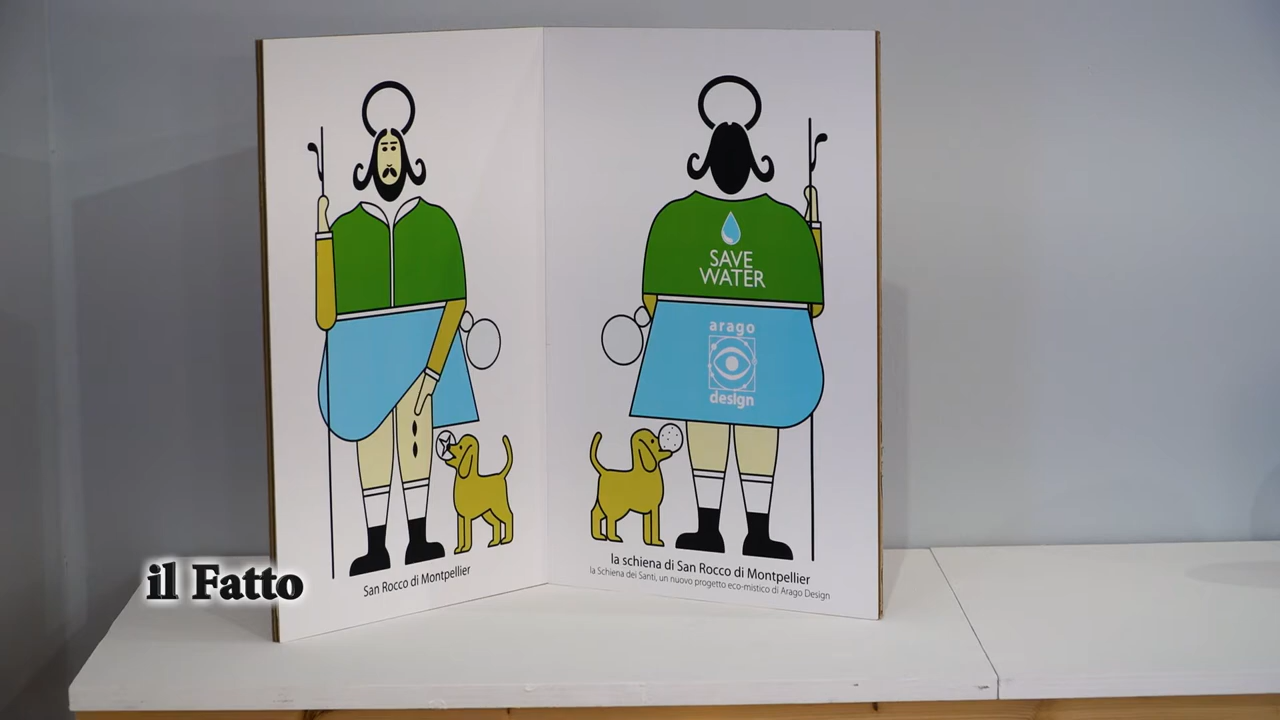 SAVE
WATER
arago
design
San Rocco di Montpellier
la schiena di San Rocco di Montpellier
la Schiena dei Santi, un nuovo progetto eco-mistico di Arago Design
il Fatto